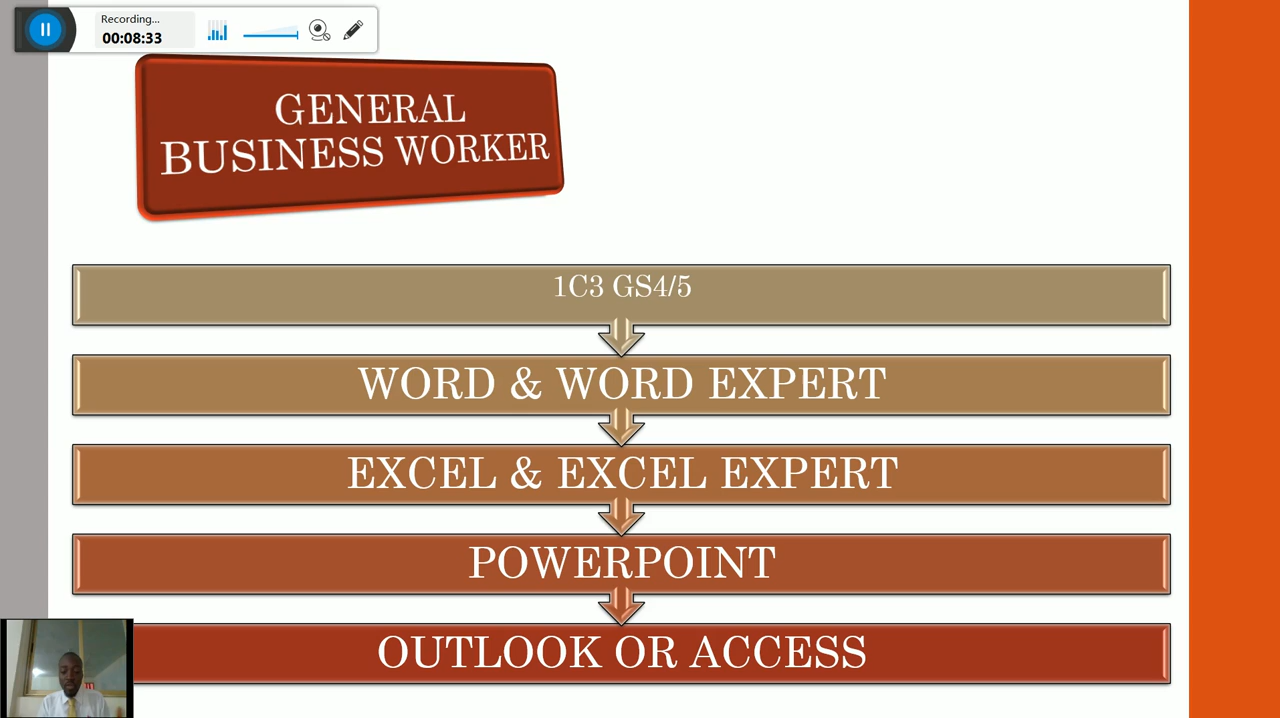 Recording...
00:08:33
GENERAL
BUSINESS WORKER
1C3 GS4/5
WORD & WORD EXPERT
EXCEL & EXCEL EXPERT
POWERPOINT
OUTLOOK OR ACCESS